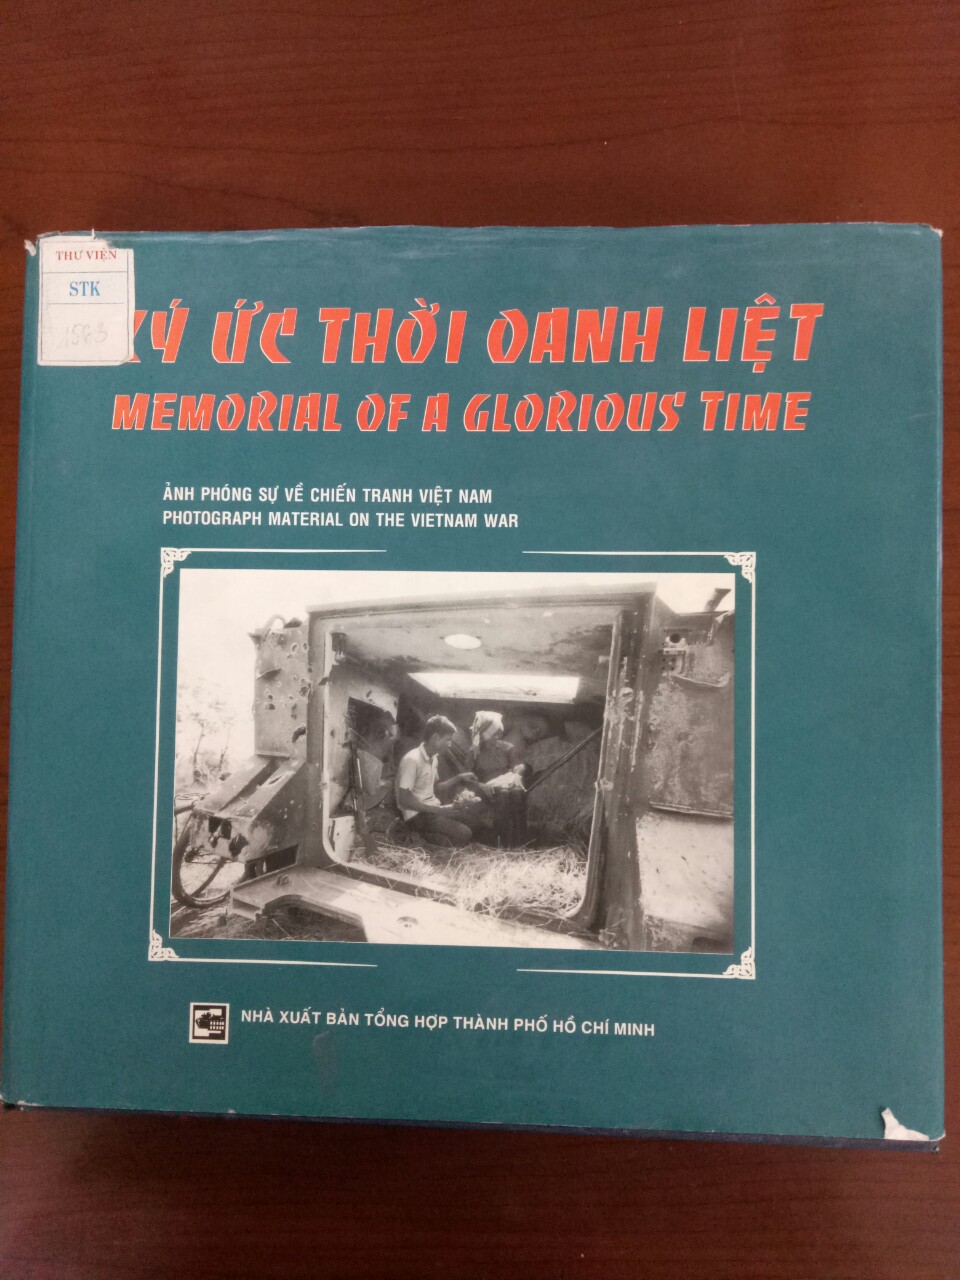 THƯ VIỆN
STK
1563
KÝ ỨC THỜI OANH LIỆT
MEMORIAL OF A GLORIOUS TIME
ẢNH PHÓNG SỰ VỀ CHIẾN TRANH VIỆT NAM
PHOTOGRAPH MATERIAL ON THE VIETNAM WAR
NHÀ XUẤT BẢN TỔNG HỢP THÀNH PHỐ HỒ CHÍ MINH